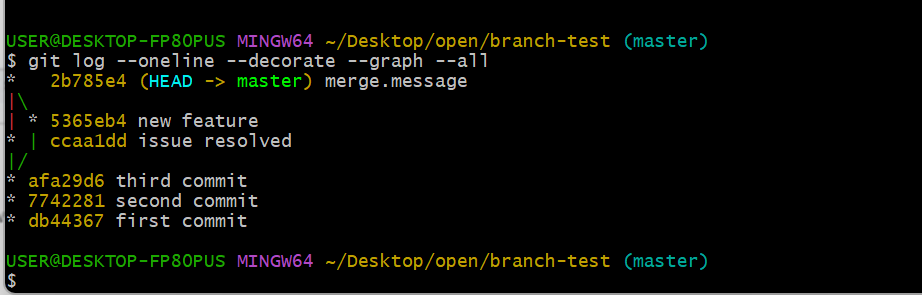 USER@DESKTOP-FP8OPUS MINGW64 ~/Desktop/open/branch-test (master)
$ git log --oneline --decorate --graph --all
*   2b785e4 (HEAD -> master) merge.message
|\
| * 5365eb4 new feature
* | ccaa1dd issue resolved
|/
* afa29d6 third commit
* 7742281 second commit
* db44367 first commit
USER@DESKTOP-FP8OPUS MINGW64 ~/Desktop/open/branch-test (master)
$